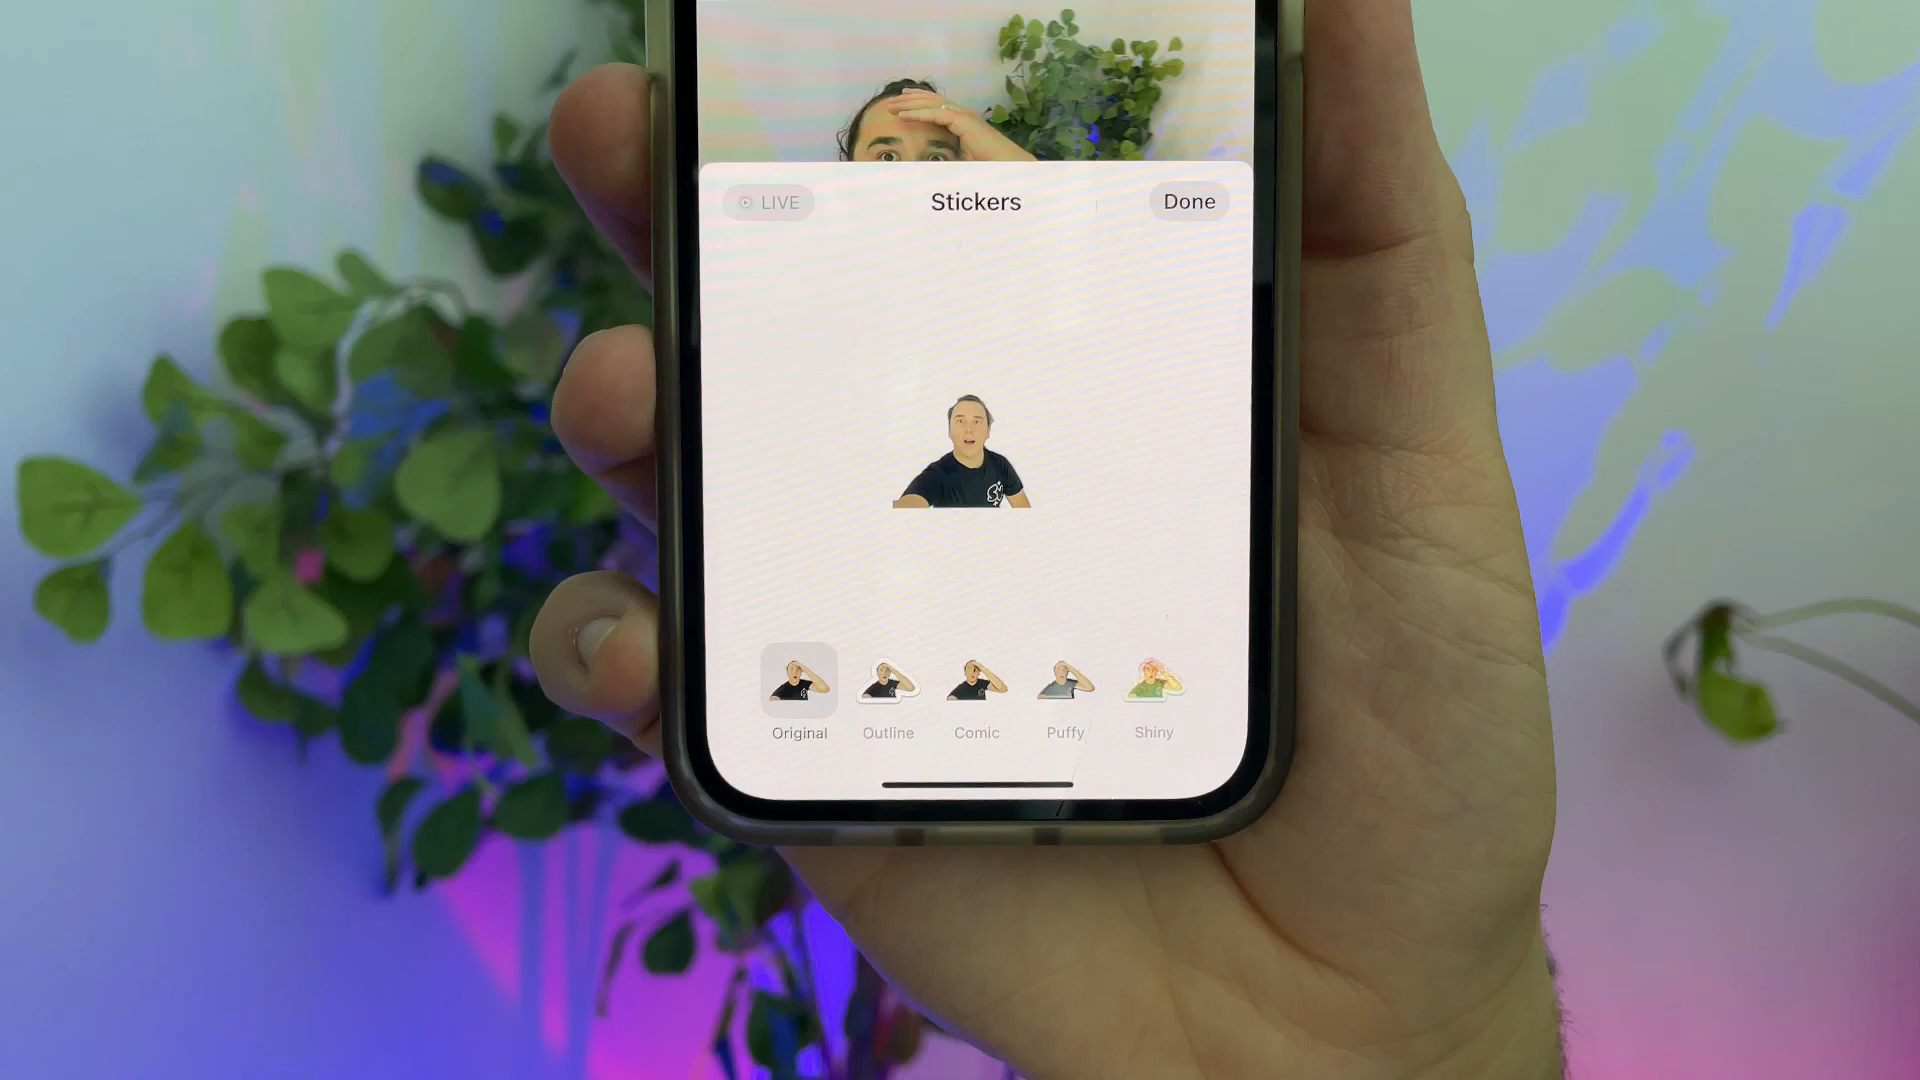 LIVE
Stickers
Done
Original
Outline
Comic
Puffy
Shiny